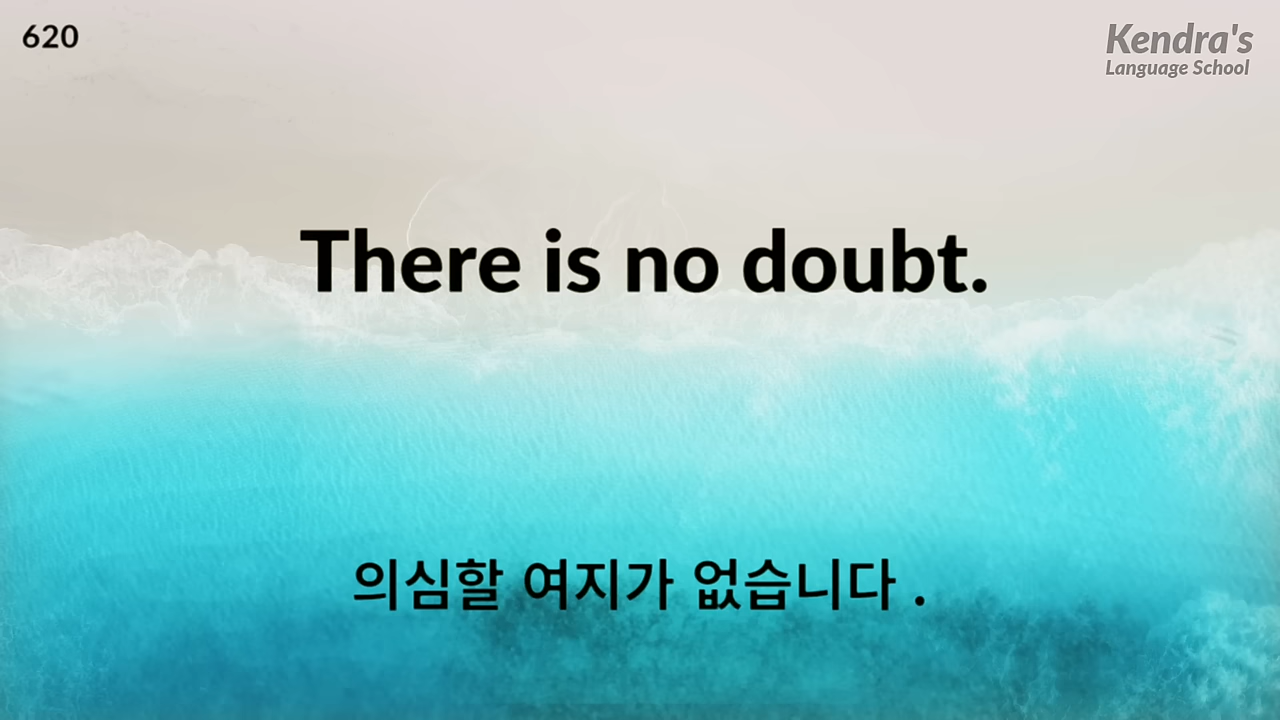 620
Kendra's
Language School
There is no doubt.
의심할 여지가 없습니다 .